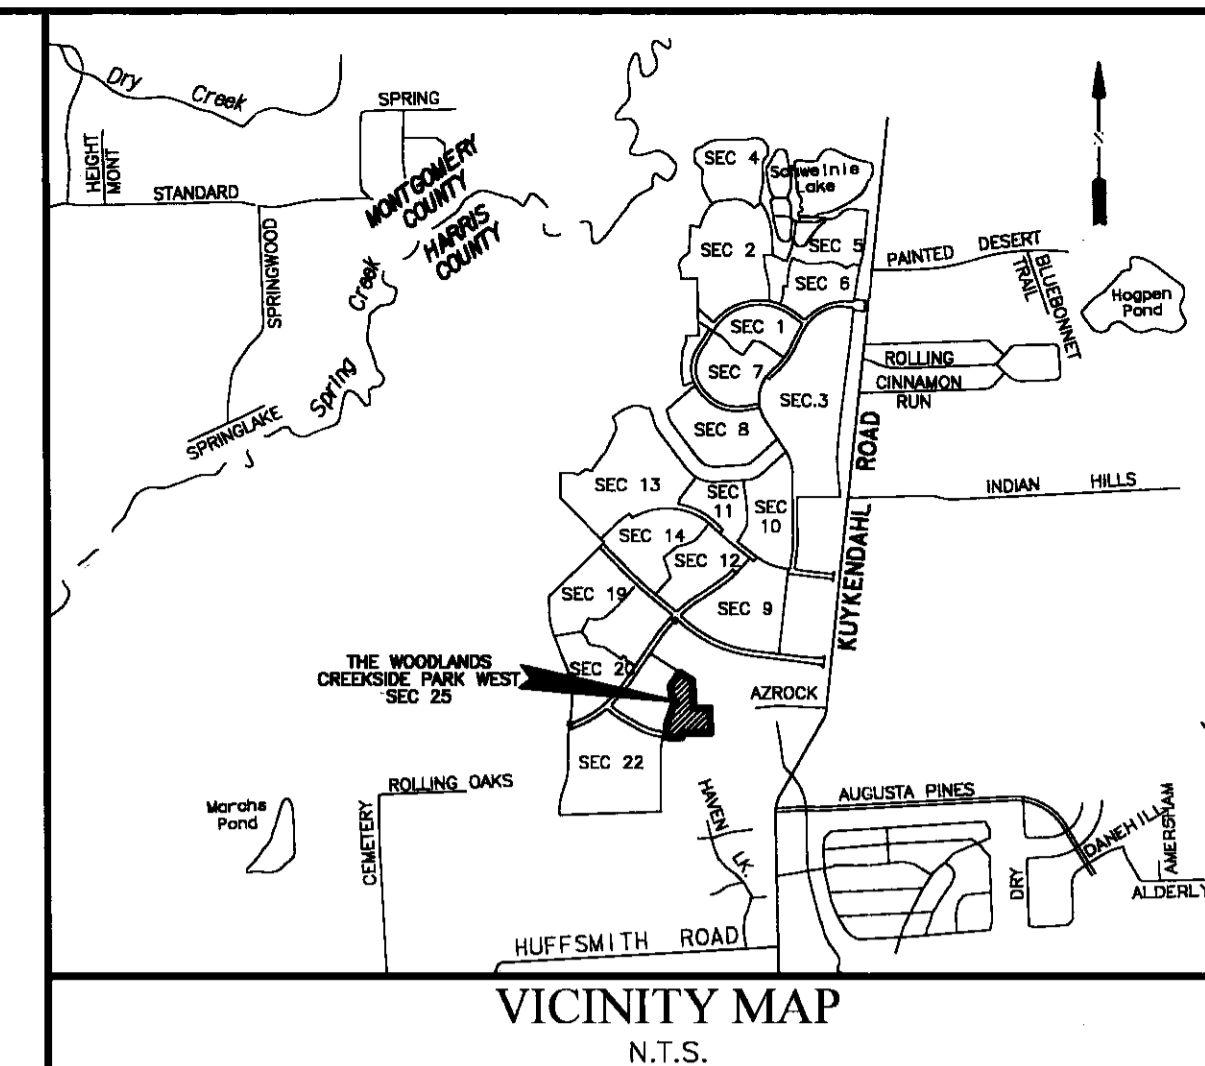 Dry Creek
SPRING
HEIGHT
MONT
STANDARD
MONTGOMERY
COUNTY
HARRIS
COUNTY
SPRINGWOOD
Spring Creek
SPRINGLAKE
SEC 4
Schweinle
Lake
SEC 2
SEC 5
SEC 6
PAINTED DESERT
BLUEBONNET
TRAIL
Hogpen
Pond
SEC 1
SEC 7
SEC.3
ROLLING
CINNAMON
RUN
SEC 8
KUYKENDAHL ROAD
SEC 13
SEC
11
SEC
10
INDIAN HILLS
SEC 14
SEC 12
SEC 19
SEC 9
THE WOODLANDS
CREEKSIDE PARK WEST
SEC 25
SEC 20
AZROCK
SEC 22
ROLLING OAKS
Marchs
Pond
CEMETERY
HAVEN
LK.
AUGUSTA PINES
DANEHILL
AMERSHAM
DRY
ALDERLY
HUFFSMITH ROAD
VICINITY MAP
N.T.S.